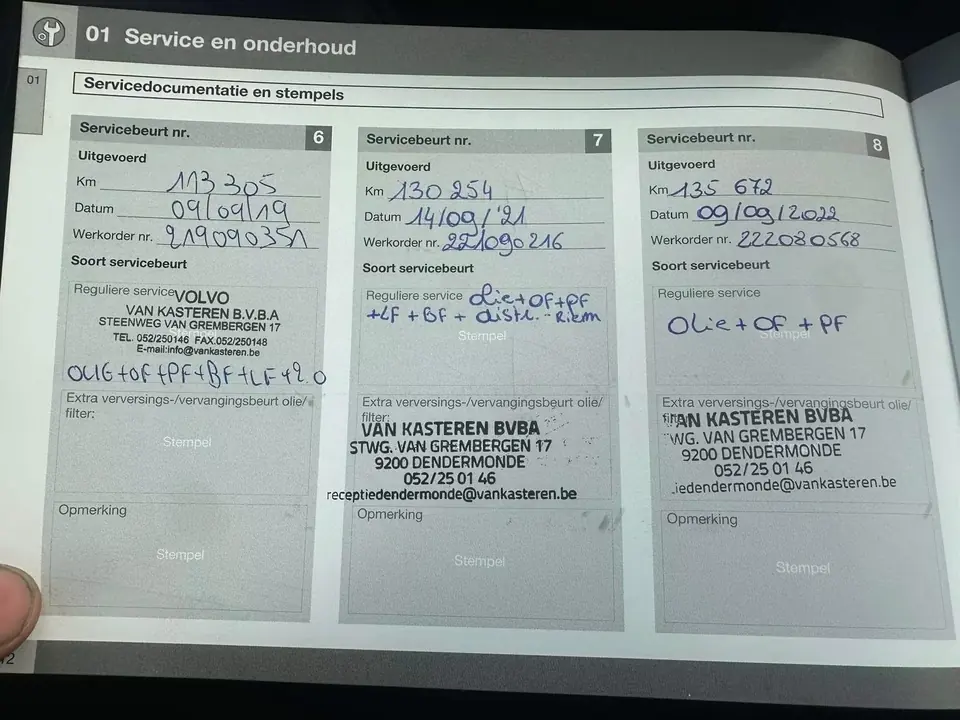 01 Service en onderhoud
01
Servicedocumentatie en stempels
Servicebeurt nr. 6
Uitgevoerd
Km 113 305
Datum 09/09/19
Werkorder nr. 219090351
Soort servicebeurt
Reguliere service
VOLVO
VAN KASTEREN B.V.B.A
STEENWEG VAN GREMBERGEN 17
TEL. 052/250146 FAX.052/250148
E-mail:info@vankasteren.be
OLIE+OF+PF+BF+LF+2.0
Extra verversings-/vervangingsbeurt olie/
filter:
Stempel
Opmerking
Stempel
Servicebeurt nr. 7
Uitgevoerd
Km 130 254
Datum 14/09/'21
Werkorder nr. 221090216
Soort servicebeurt
Reguliere service Olie+OF+PF
+LF +BF + distr.-Riem
Stempel
Extra verversings-/vervangingsbeurt olie/
filter:
VAN KASTEREN BVBA
STWG. VAN GREMBERGEN 17
9200 DENDERMONDE
052/25 01 46
receptiedendermonde@vankasteren.be
Opmerking
Stempel
Servicebeurt nr. 8
Uitgevoerd
Km 135 672
Datum 09/09/2022
Werkorder nr. 222080568
Soort servicebeurt
Reguliere service
Olie+OF +PF
Stempel
Extra verversings-/vervangingsbeurt olie/
AN KASTEREN BVBA
WG. VAN GREMBERGEN 17
9200 DENDERMONDE
052/25 01 46
iedendermonde@vankasteren.be
Opmerking
Stempel